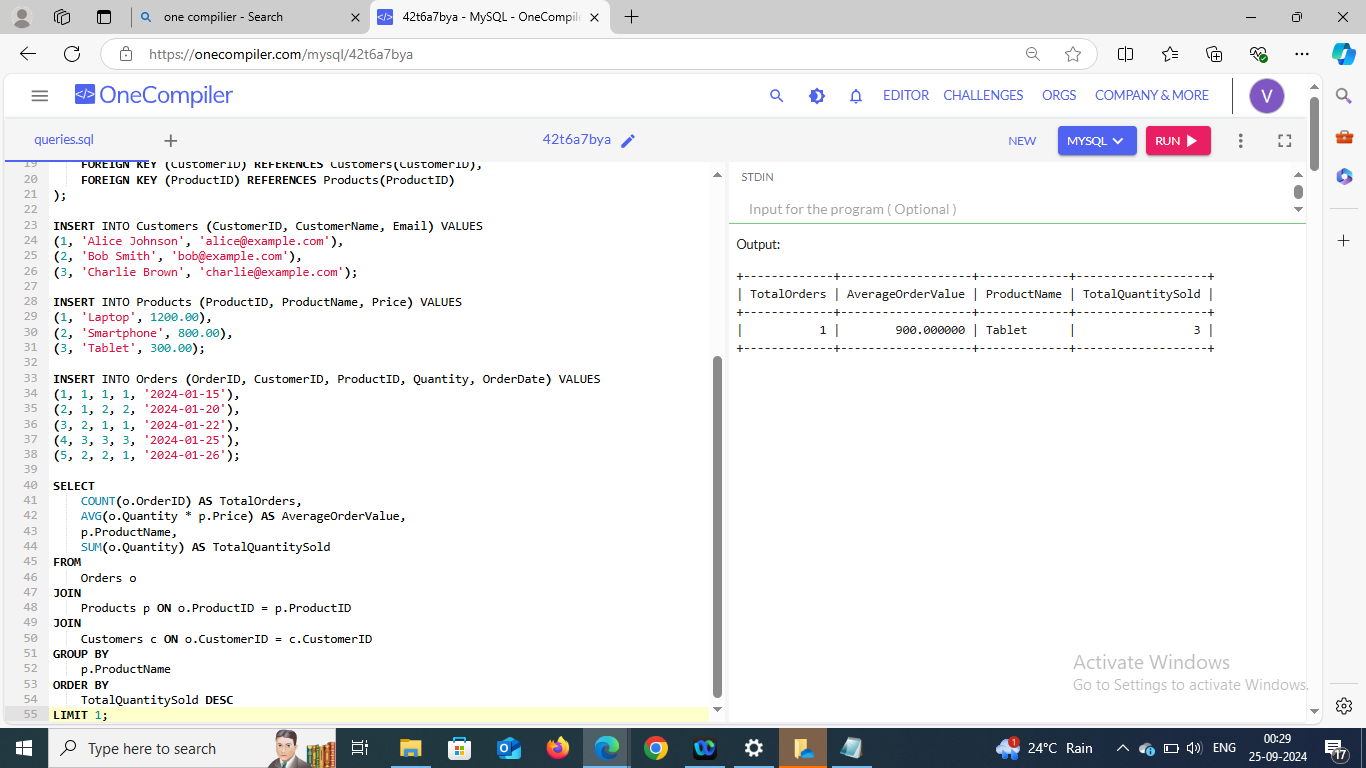 one compilier - Search
42t6a7bya - MySQL - OneCompil
https://onecompiler.com/mysql/42t6a7bya
</> OneCompiler
EDITOR CHALLENGES ORGS COMPANY & MORE V
queries.sql
42t6a7bya
NEW MYSQL RUN
19 FOREIGN KEY (CustomerID) REFERENCES Customers(CustomerID),
20 FOREIGN KEY (ProductID) REFERENCES Products(ProductID)
21 );
22
23 INSERT INTO Customers (CustomerID, CustomerName, Email) VALUES
24 (1, 'Alice Johnson', 'alice@example.com'),
25 (2, 'Bob Smith', 'bob@example.com'),
26 (3, 'Charlie Brown', 'charlie@example.com');
27
28 INSERT INTO Products (ProductID, ProductName, Price) VALUES
29 (1, 'Laptop', 1200.00),
30 (2, 'Smartphone', 800.00),
31 (3, 'Tablet', 300.00);
32
33 INSERT INTO Orders (OrderID, CustomerID, ProductID, Quantity, OrderDate) VALUES
34 (1, 1, 1, 1, '2024-01-15'),
35 (2, 1, 2, 2, '2024-01-20'),
36 (3, 2, 1, 1, '2024-01-22'),
37 (4, 3, 3, 3, '2024-01-25'),
38 (5, 2, 2, 1, '2024-01-26');
39
40 SELECT
41 COUNT(o.OrderID) AS TotalOrders,
42 AVG(o.Quantity * p.Price) AS AverageOrderValue,
43 p.ProductName,
44 SUM(o.Quantity) AS TotalQuantitySold
45 FROM
46 Orders o
47 JOIN
48 Products p ON o.ProductID = p.ProductID
49 JOIN
50 Customers c ON o.CustomerID = c.CustomerID
51 GROUP BY
52 p.ProductName
53 ORDER BY
54 TotalQuantitySold DESC
55 LIMIT 1;
STDIN
Input for the program ( Optional )
Output:
+-------------+-------------------+-------------+-------------------+
| TotalOrders | AverageOrderValue | ProductName | TotalQuantitySold |
+-------------+-------------------+-------------+-------------------+
| 1 | 900.000000 | Tablet | 3 |
+-------------+-------------------+-------------+-------------------+
Activate Windows
Go to Settings to activate Windows.
Type here to search
1
24°C Rain
ENG
00:29
25-09-2024
17